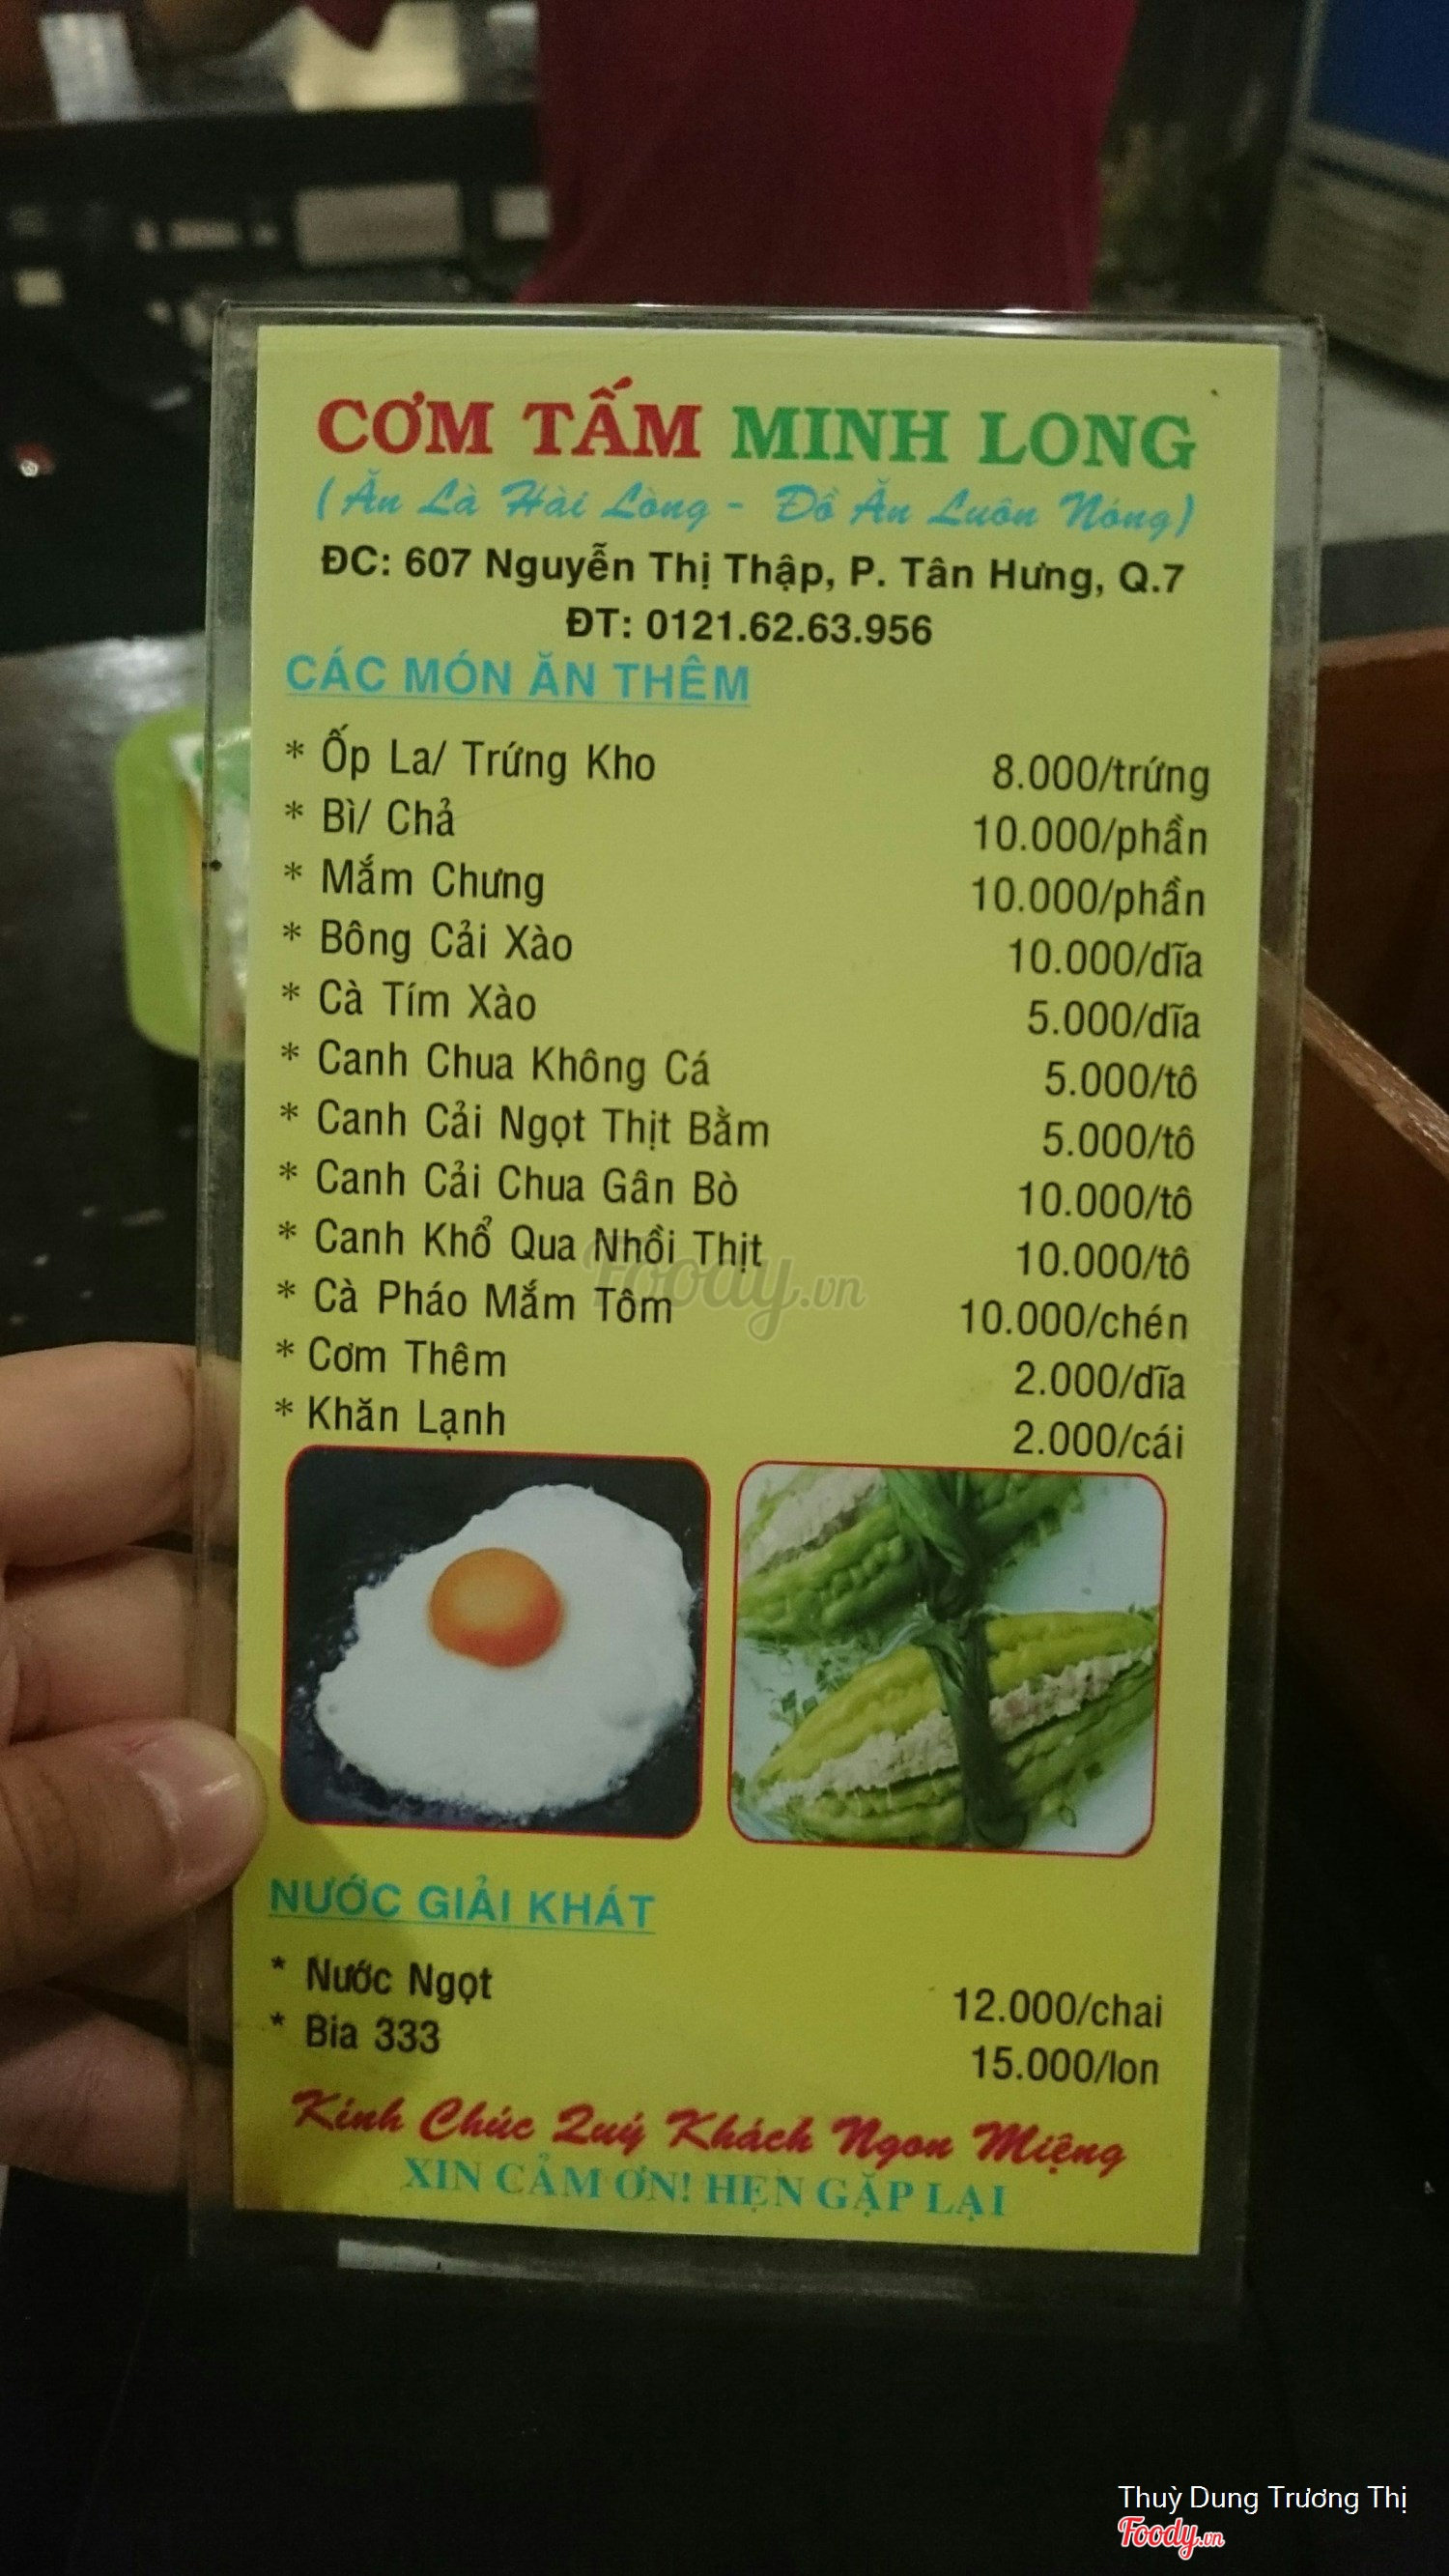 CƠM TẤM MINH LONG
(Ăn Là Hài Lòng - Đồ Ăn Luôn Nóng)
ĐC: 607 Nguyễn Thị Thập, P. Tân Hưng, Q.7
ĐT: 0121.62.63.956
CÁC MÓN ĂN THÊM
* Ốp La/ Trứng Kho 8.000/trứng
* Bì/ Chả 10.000/phần
* Mắm Chưng 10.000/phần
* Bông Cải Xào 10.000/dĩa
* Cà Tím Xào 5.000/dĩa
* Canh Chua Không Cá 5.000/tô
* Canh Cải Ngọt Thịt Bằm 5.000/tô
* Canh Cải Chua Gân Bò 10.000/tô
* Canh Khổ Qua Nhồi Thịt 10.000/tô
* Cà Pháo Mắm Tôm 10.000/chén
* Cơm Thêm 2.000/dĩa
* Khăn Lạnh 2.000/cái
Foody.vn
NƯỚC GIẢI KHÁT
* Nước Ngọt 12.000/chai
* Bia 333 15.000/lon
Kính Chúc Quý Khách Ngon Miệng
XIN CẢM ƠN! HẸN GẶP LẠI
Thuỳ Dung Trương Thị
Foody.vn